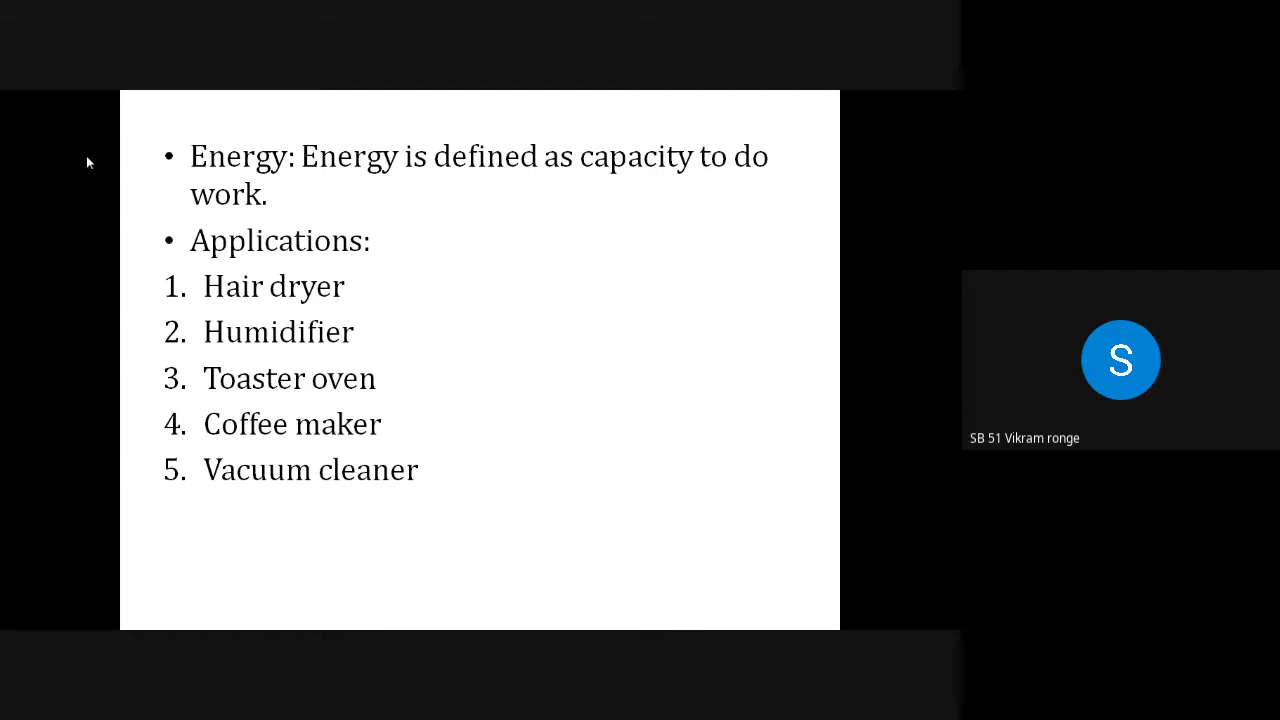 • Energy: Energy is defined as capacity to do
work.
• Applications:
1. Hair dryer
2. Humidifier
3. Toaster oven
4. Coffee maker
5. Vacuum cleaner
S
SB 51 Vikram ronge